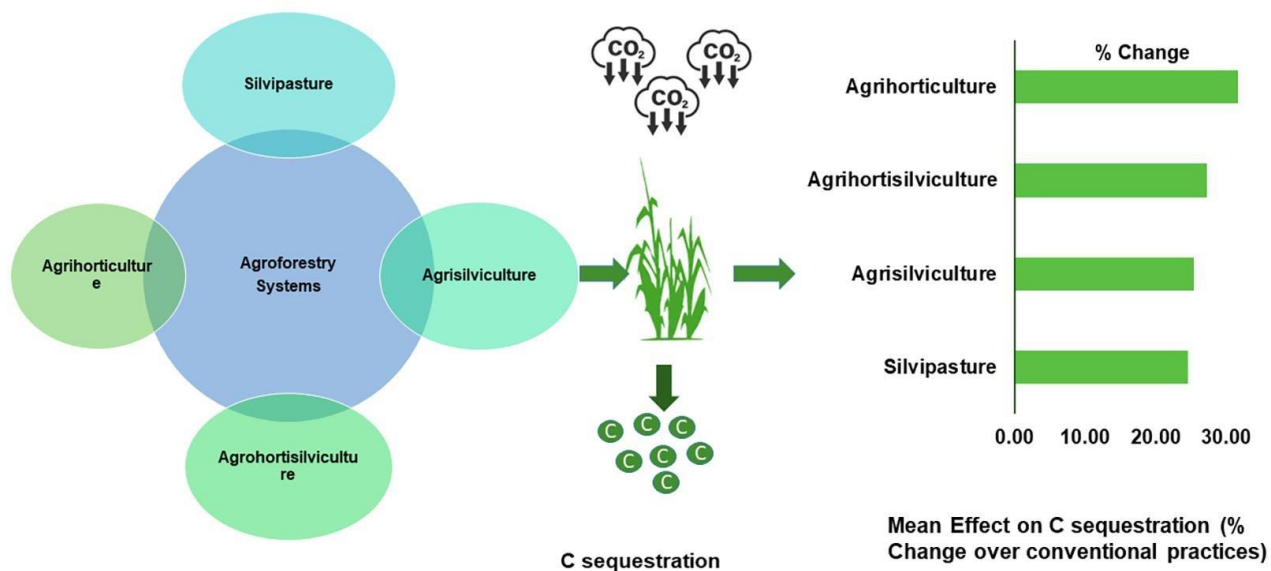 Silvipasture
Agrihorticultur
e
Agroforestry
Systems
Agrisilviculture
Agrohortisilvicultu
re
CO₂
CO₂
CO₂
C
C
C
C
C
C
C
C sequestration
% Change
Agrihorticulture
Agrihortisilviculture
Agrisilviculture
Silvipasture
0.00 10.00 20.00 30.00
Mean Effect on C sequestration (%
Change over conventional practices)